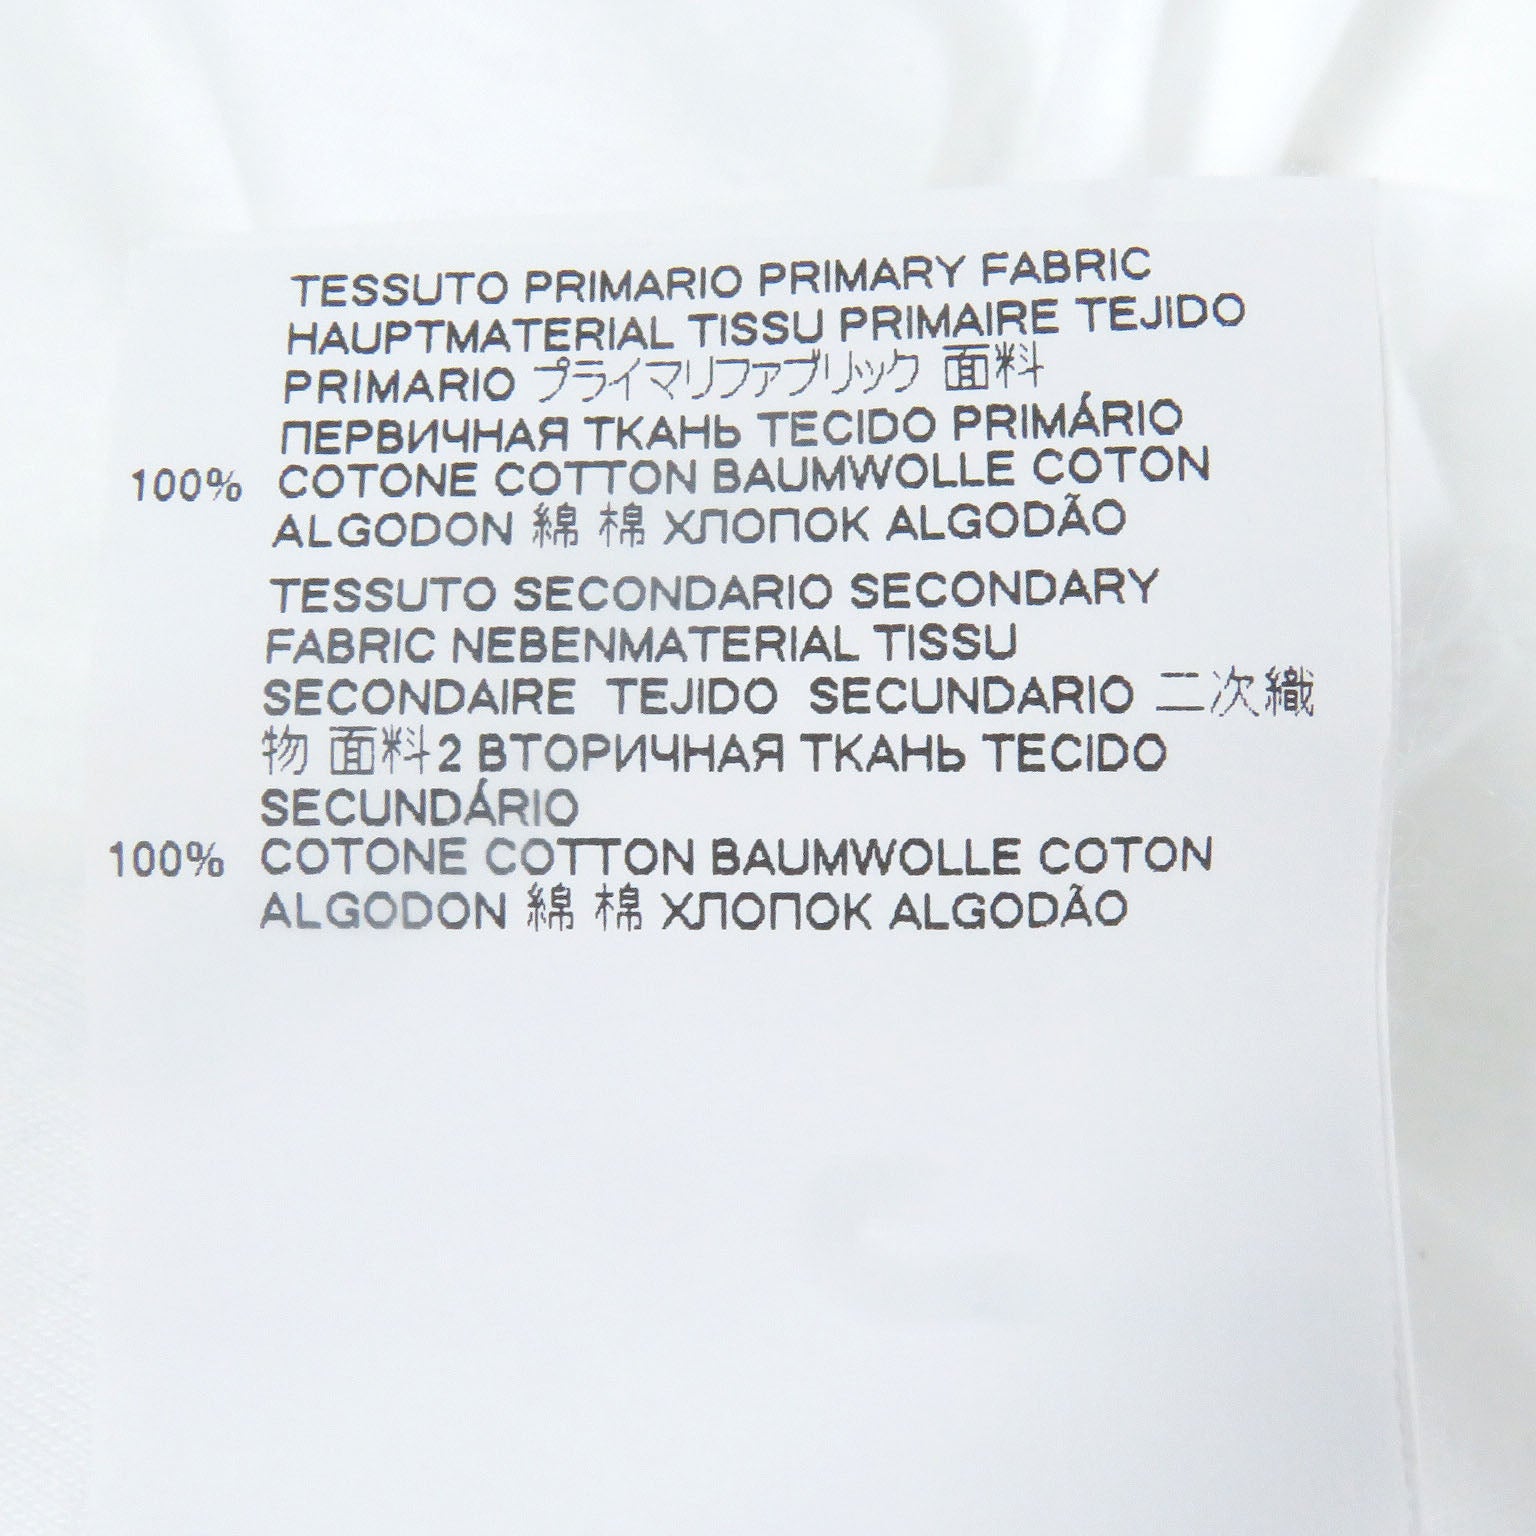 TESSUTO PRIMARIO PRIMARY FABRIC
HAUPTMATERIAL TISSU PRIMAIRE TEJIDO
PRIMARIO プライマリファブリック 面料
ПЕРВИЧНАЯ ТКАНЬ TECIDO PRIMÁRIO
100% COTONE COTTON BAUMWOLLE COTON
ALGODON 綿 棉 ХЛОПОК ALGODÃO
TESSUTO SECONDARIO SECONDARY
FABRIC NEBENMATERIAL TISSU
SECONDAIRE TEJIDO SECUNDARIO 二次織
物 面料2 ВТОРИЧНАЯ ТКАНЬ TECIDO
SECUNDÁRIO
100% COTONE COTTON BAUMWOLLE COTON
ALGODON 綿 棉 ХЛОПОК ALGODÃO